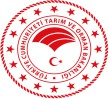 TÜRKİYE CUMHURİYETİ TARIM VE ORMAN BAKANLIĞI